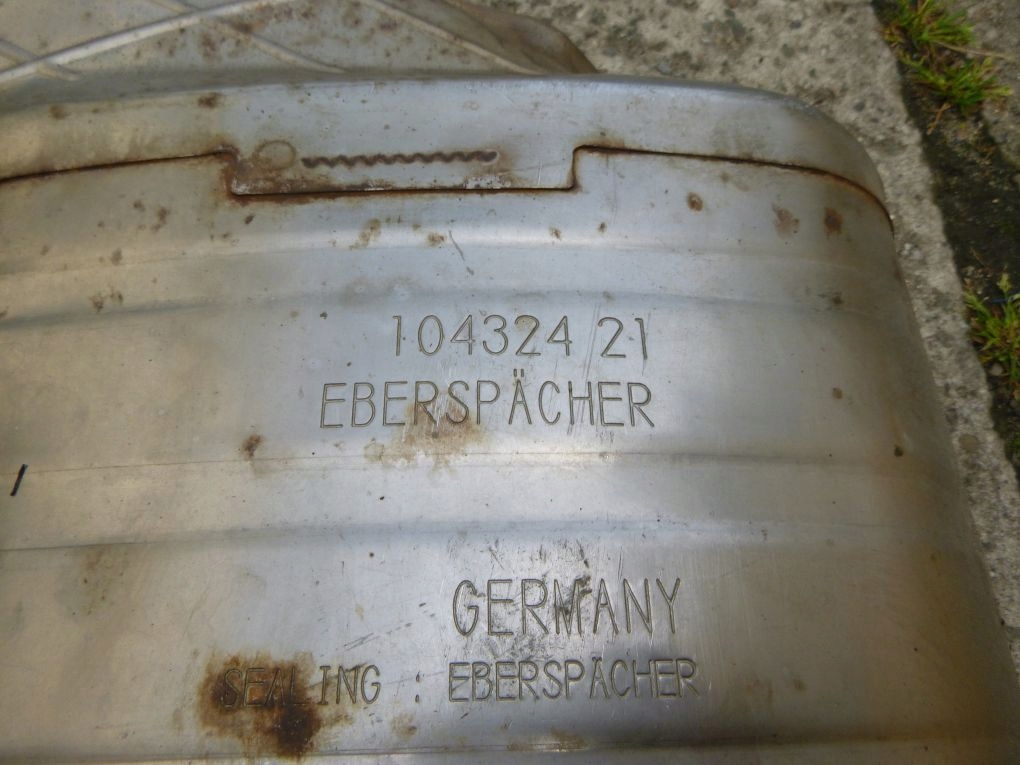 104324 21
EBERSPÄCHER
GERMANY
SEALING : EBERSPÄCHER